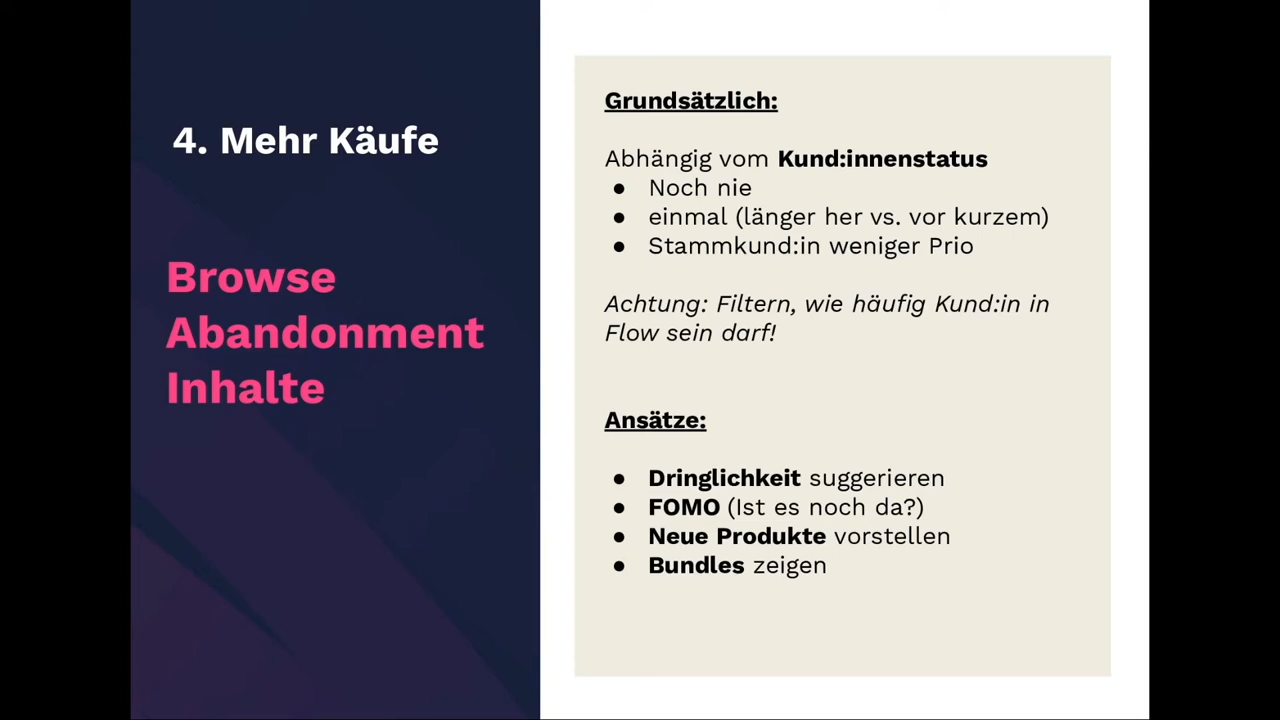 4. Mehr Käufe
Browse
Abandonment
Inhalte
Grundsätzlich:
Abhängig vom Kund:innenstatus
● Noch nie
● einmal (länger her vs. vor kurzem)
● Stammkund:in weniger Prio
Achtung: Filtern, wie häufig Kund:in in
Flow sein darf!
Ansätze:
● Dringlichkeit suggerieren
● FOMO (Ist es noch da?)
● Neue Produkte vorstellen
● Bundles zeigen